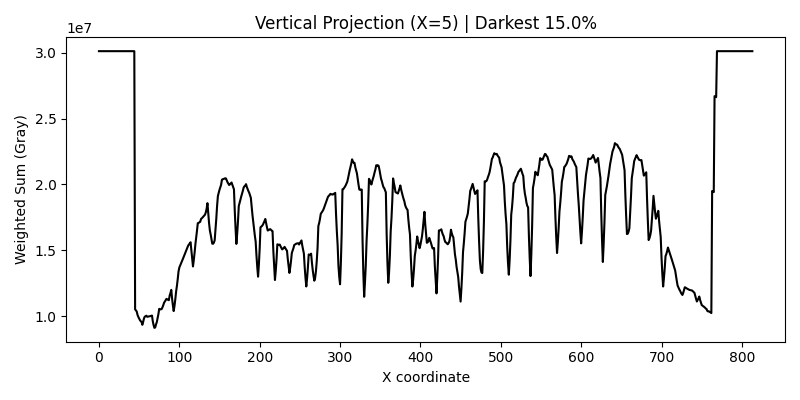 Vertical Projection (X=5) | Darkest 15.0%
1e7
3.0
2.5
2.0
1.5
1.0
Weighted Sum (Gray)
0 100 200 300 400 500 600 700 800
X coordinate